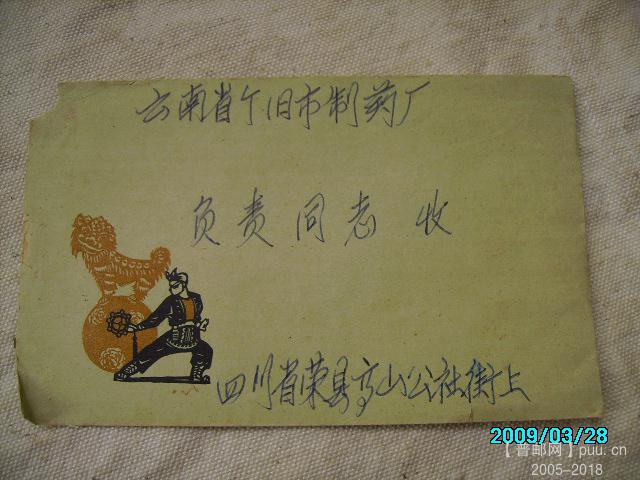 云南省个旧市制药厂
负责同志 收
四川省荣县高山公社街上
2009/03/28
【普邮网】puu.cn
2005-2018